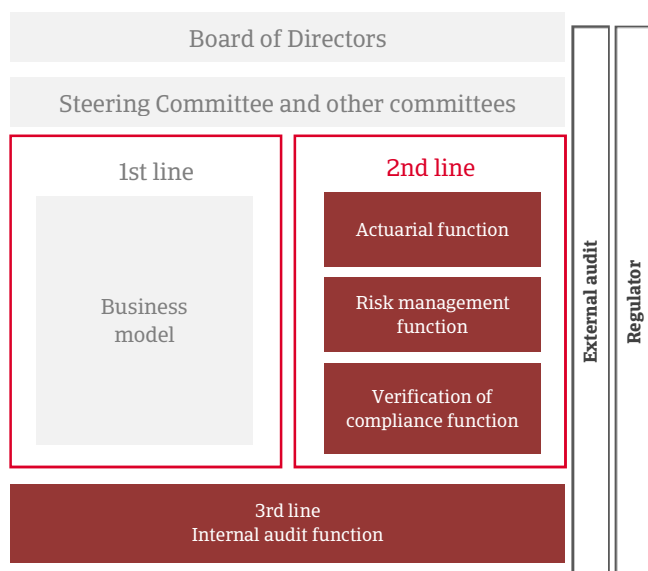 Board of Directors
Steering Committee and other committees
1st line
Business
model
2nd line
Actuarial function
Risk management
function
Verification of
compliance function
3rd line
Internal audit function
External audit
Regulator